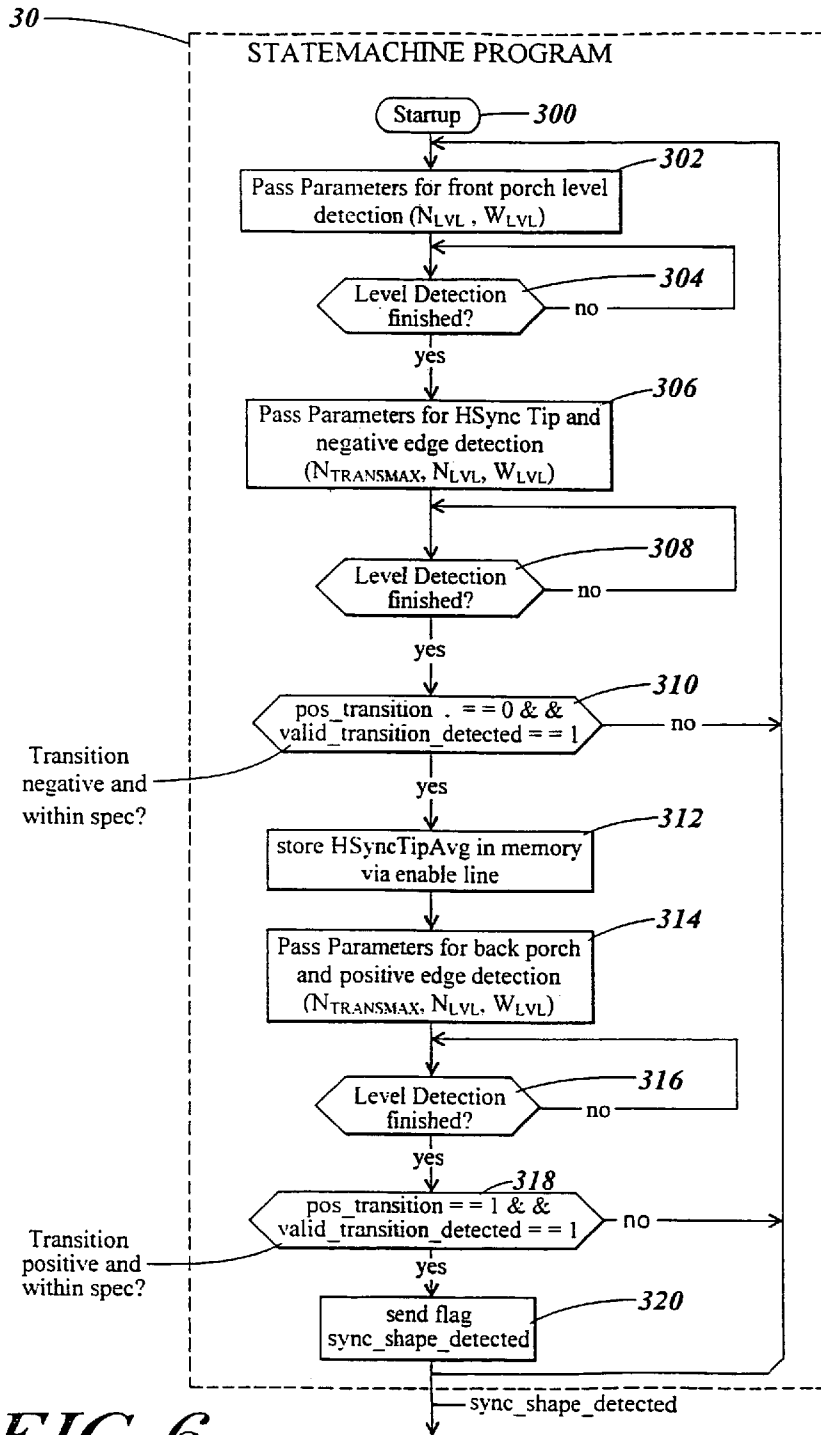 30
STATEMACHINE PROGRAM
Startup
300
302
Pass Parameters for front porch level
detection (N_LVL , W_LVL)
304
Level Detection
finished?
no
yes
306
Pass Parameters for HSync Tip and
negative edge detection
(N_TRANSMAX, N_LVL, W_LVL)
308
Level Detection
finished?
no
yes
310
pos_transition . = = 0 & &
valid_transition_detected = = 1
no
Transition
negative and
within spec?
yes
312
store HSyncTipAvg in memory
via enable line
314
Pass Parameters for back porch
and positive edge detection
(N_TRANSMAX, N_LVL, W_LVL)
316
Level Detection
finished?
no
yes
318
pos_transition = = 1 & &
valid_transition_detected = = 1
no
Transition
positive and
within spec?
yes
320
send flag
sync_shape_detected
sync_shape_detected
FIG. 6